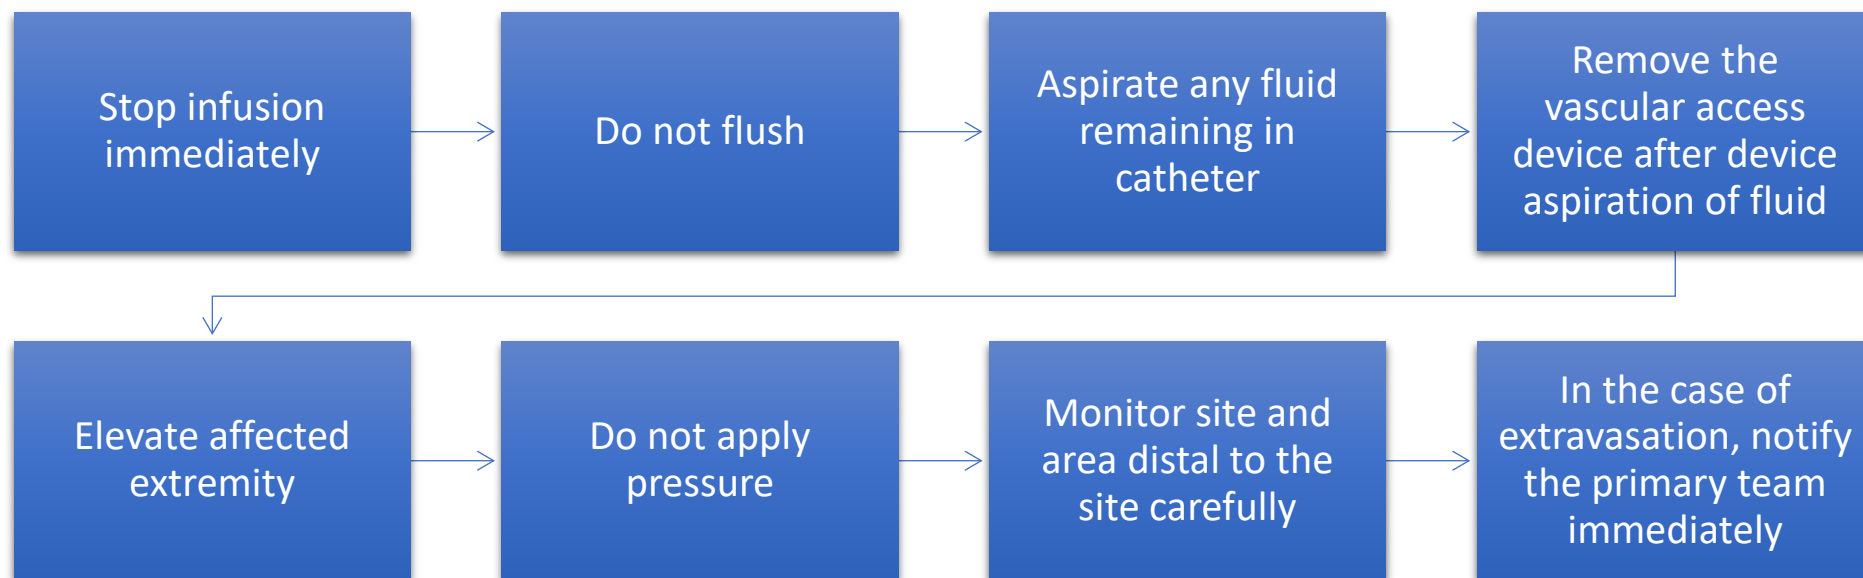 Stop infusion
immediately
Do not flush
Aspirate any fluid
remaining in
catheter
Remove the
vascular access
device after device
aspiration of fluid
Elevate affected
extremity
Do not apply
pressure
Monitor site and
area distal to the
site carefully
In the case of
extravasation, notify
the primary team
immediately